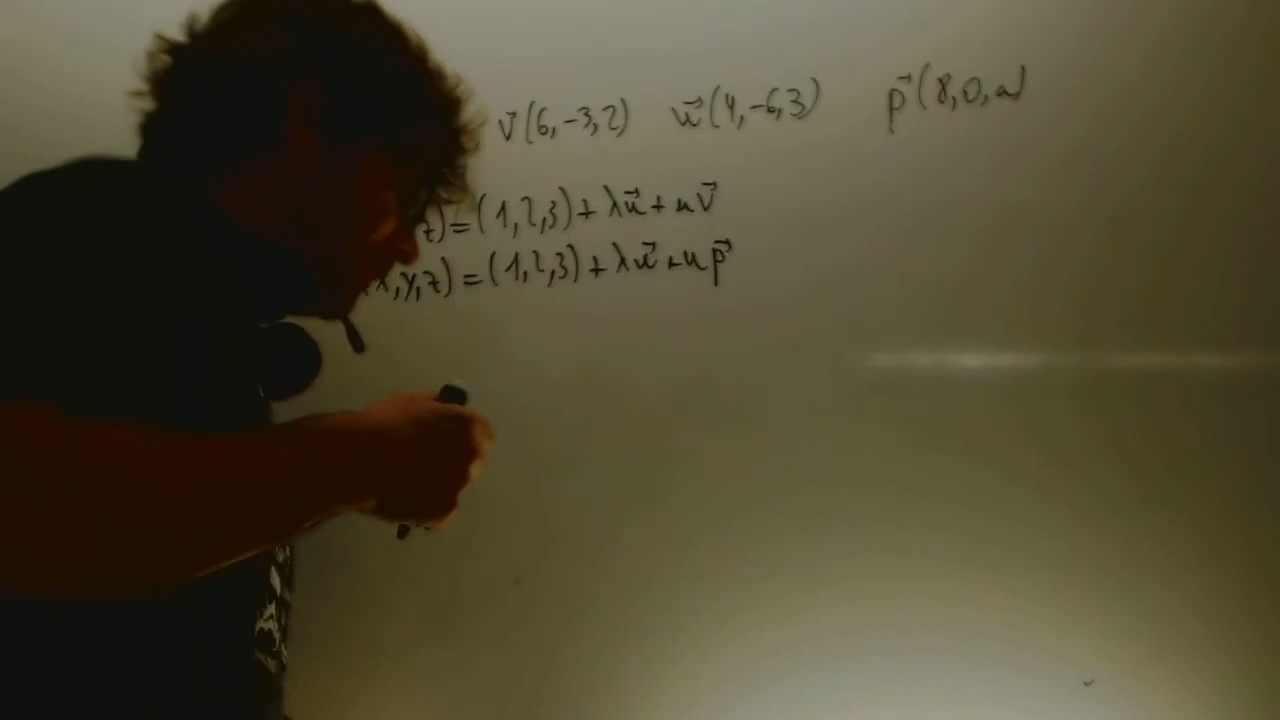 v⃗(6,-3,2) w⃗(4,-6,3) p⃗(8,0,a)
z)=(1,2,3)+λu⃗+μv⃗
x,y,z)=(1,2,3)+λw⃗+μp⃗